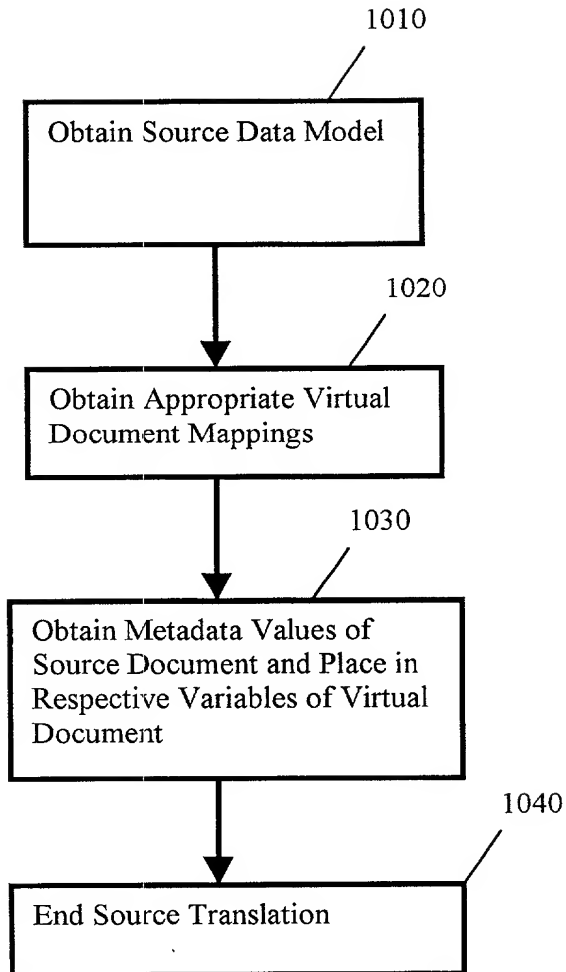 1010
Obtain Source Data Model
1020
Obtain Appropriate Virtual
Document Mappings
1030
Obtain Metadata Values of
Source Document and Place in
Respective Variables of Virtual
Document
1040
End Source Translation